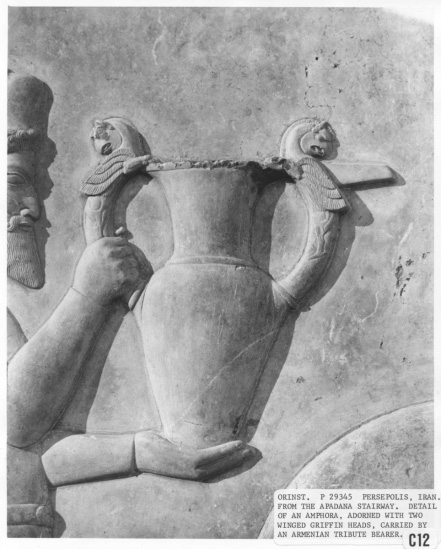 ORINST. P 29345 PERSEPOLIS, IRAN.
FROM THE APADANA STAIRWAY. DETAIL
OF AN AMPHORA, ADORNED WITH TWO
WINGED GRIFFIN HEADS, CARRIED BY
AN ARMENIAN TRIBUTE BEARER.
C12